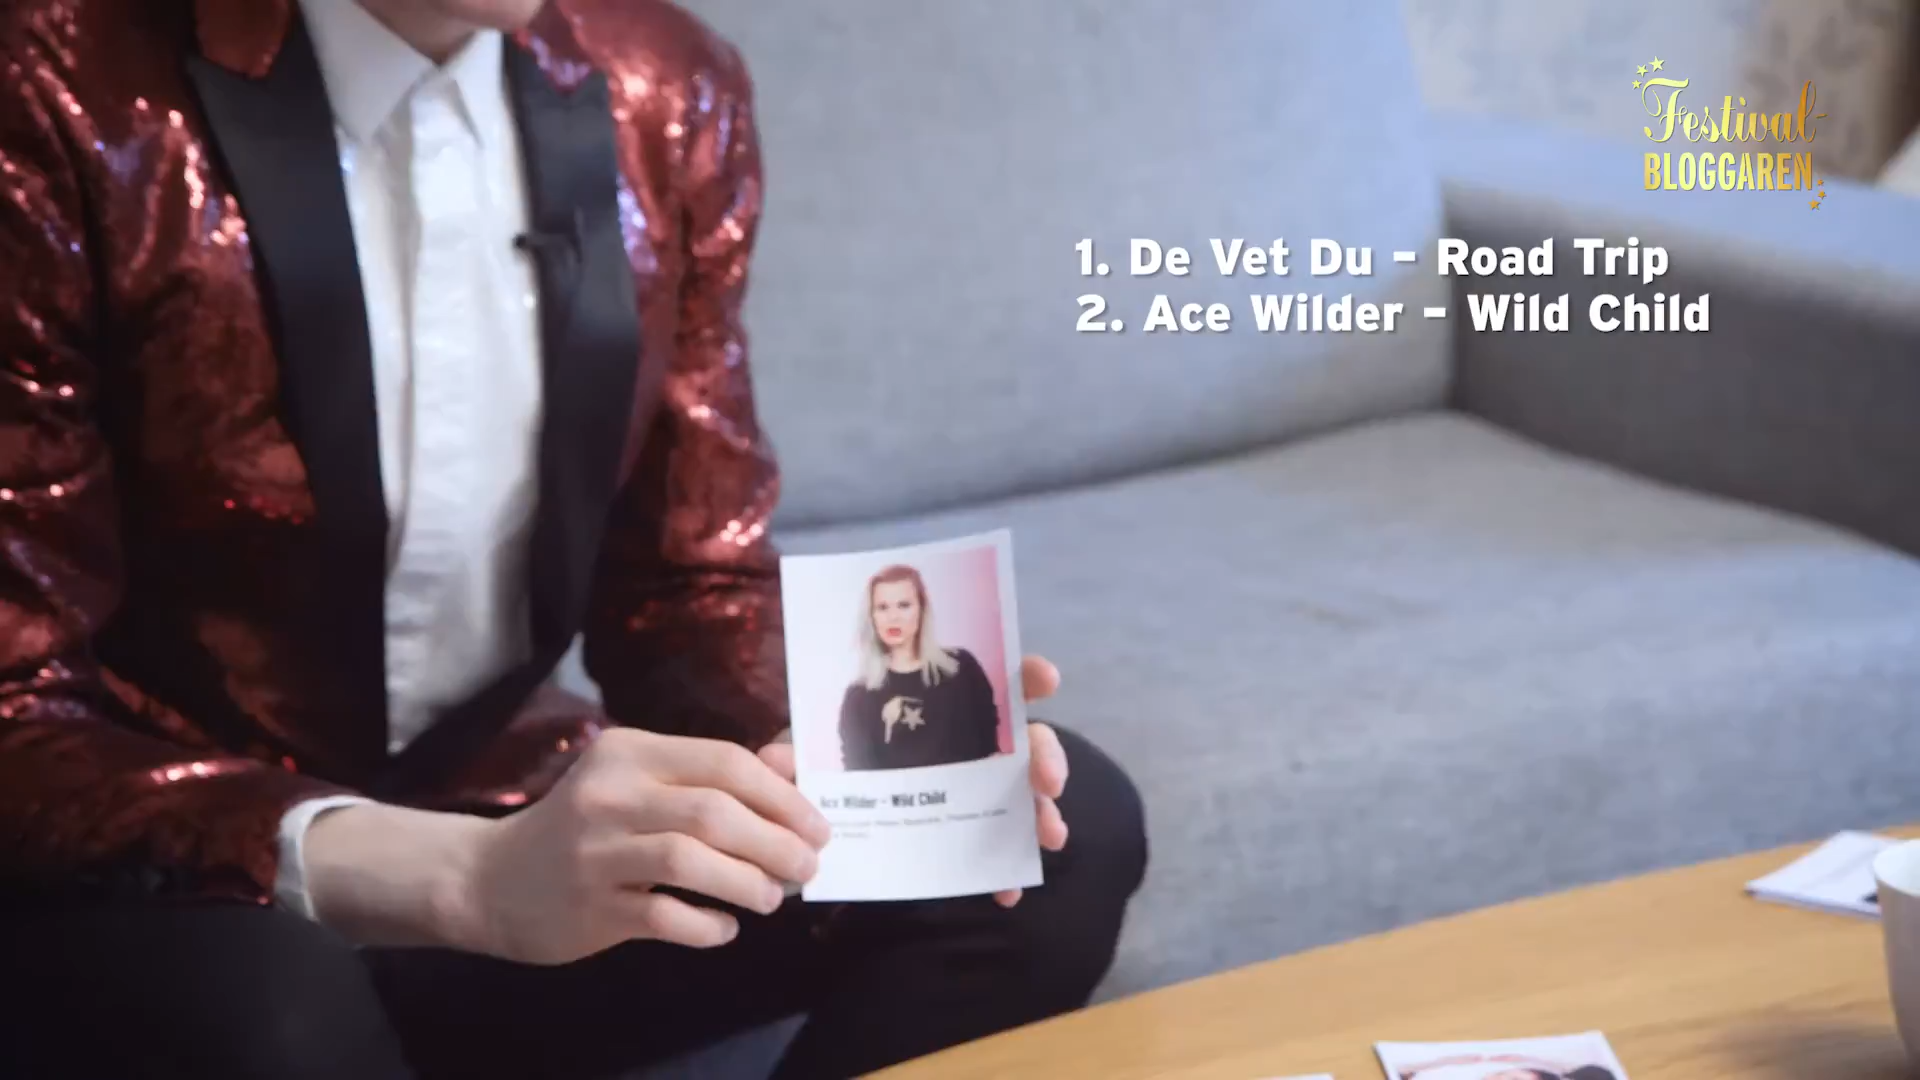 Festival-
BLOGGAREN
1. De Vet Du – Road Trip
2. Ace Wilder – Wild Child
Ace Wilder – Wild Child